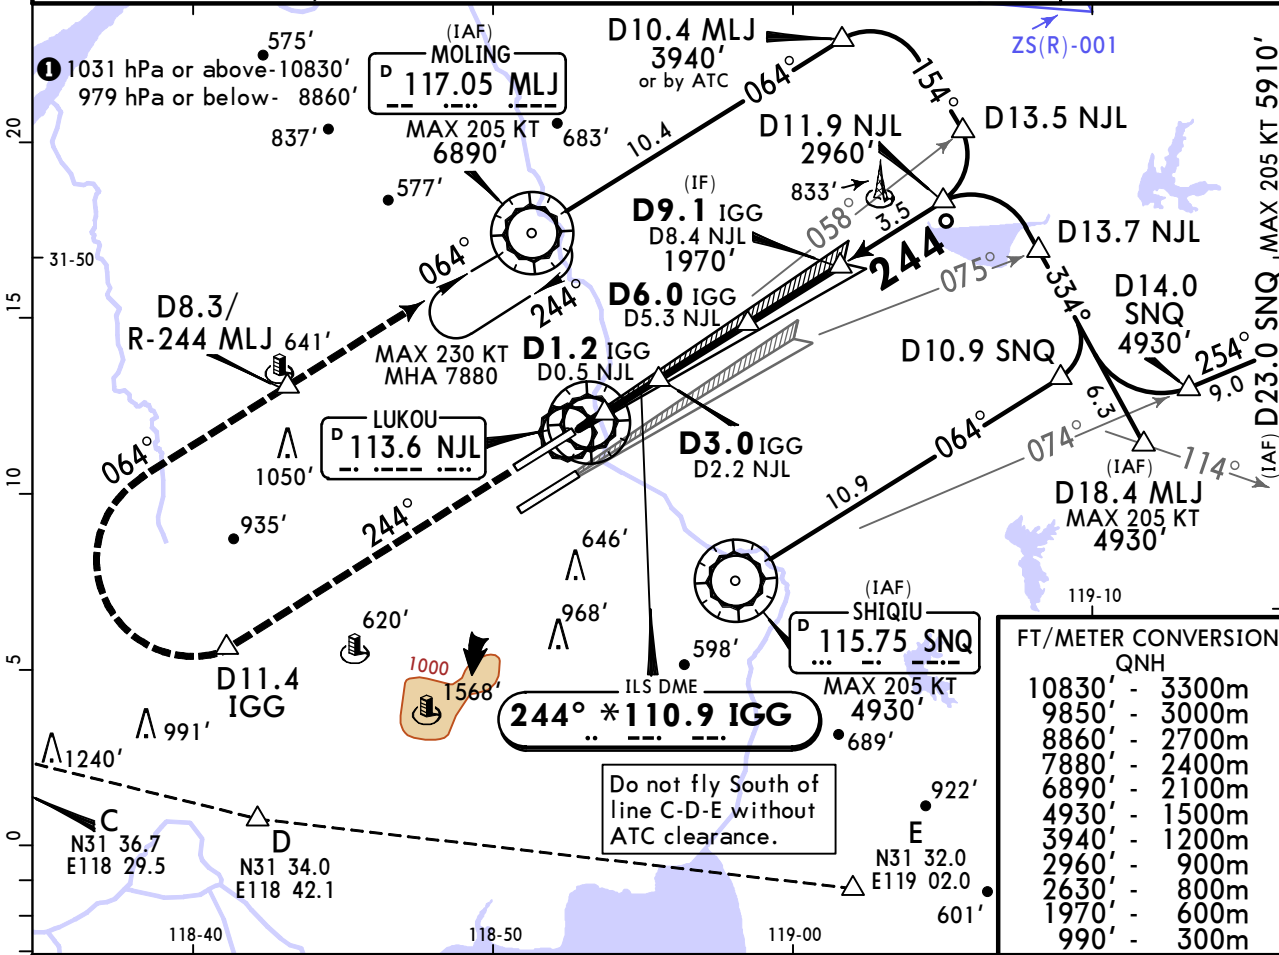 ❶ 1031 hPa or above-10830'
979 hPa or below- 8860'
575'
(IAF)
MOLING
D 117.05 MLJ
MAX 205 KT
6890'
837'
683'
577'
D10.4 MLJ
3940'
or by ATC
064°
10.4
154°
ZS(R)-001
D13.5 NJL
D11.9 NJL
2960'
833'
058°
3.5
(IF)
D9.1 IGG
D8.4 NJL
1970'
244°
D13.7 NJL
075°
334°
D14.0
SNQ
4930'
254°
9.0
(IAF) D23.0 SNQ, MAX 205 KT 5910'
20
31-50
15
10
5
0
064°
244°
MAX 230 KT
MHA 7880
D8.3/
R-244 MLJ
641'
D6.0 IGG
D5.3 NJL
D1.2 IGG
D0.5 NJL
D10.9 SNQ
LUKOU
D 113.6 NJL
D3.0 IGG
D2.2 NJL
064°
074°
6.3
114°
(IAF)
D18.4 MLJ
MAX 205 KT
4930'
10.9
064°
1050'
244°
935'
646'
968'
620'
598'
(IAF)
SHIQIU
D 115.75 SNQ
MAX 205 KT
4930'
119-10
D11.4
IGG
1000
1568'
ILS DME
244° *110.9 IGG
689'
991'
1240'
Do not fly South of
line C-D-E without
ATC clearance.
922'
C
N31 36.7
E118 29.5
D
N31 34.0
E118 42.1
E
N31 32.0
E119 02.0
601'
118-40
118-50
119-00
FT/METER CONVERSION
QNH
10830' - 3300m
9850' - 3000m
8860' - 2700m
7880' - 2400m
6890' - 2100m
4930' - 1500m
3940' - 1200m
2960' - 900m
2630' - 800m
1970' - 600m
990' - 300m